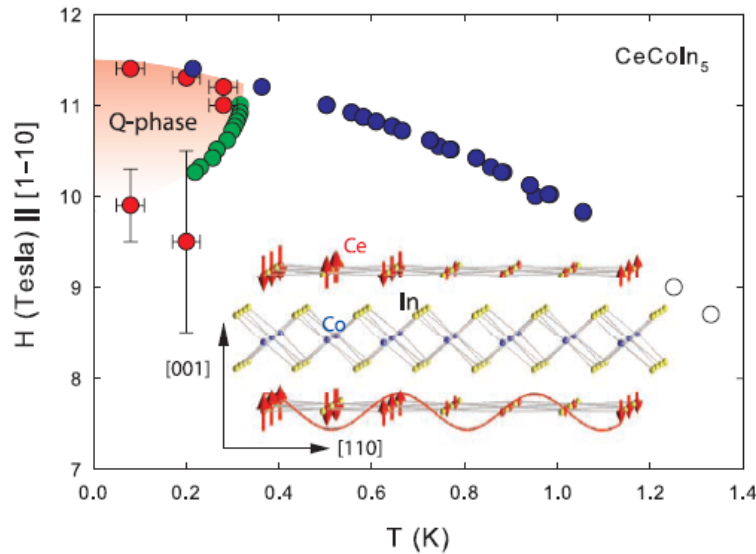 CeCoIn5
Q-phase
H (Tesla) || [1−10]
12
11
10
9
8
7
Ce
In
Co
[001]
[110]
0.0 0.2 0.4 0.6 0.8 1.0 1.2 1.4
T (K)